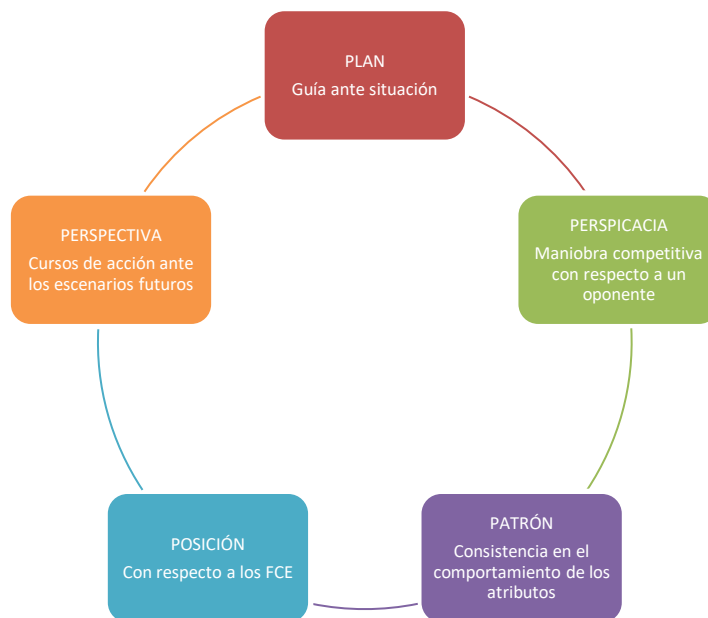 PLAN
Guía ante situación
PERSPICACIA
Maniobra competitiva
con respecto a un
oponente
PATRÓN
Consistencia en el
comportamiento de los
atributos
POSICIÓN
Con respecto a los FCE
PERSPECTIVA
Cursos de acción ante
los escenarios futuros